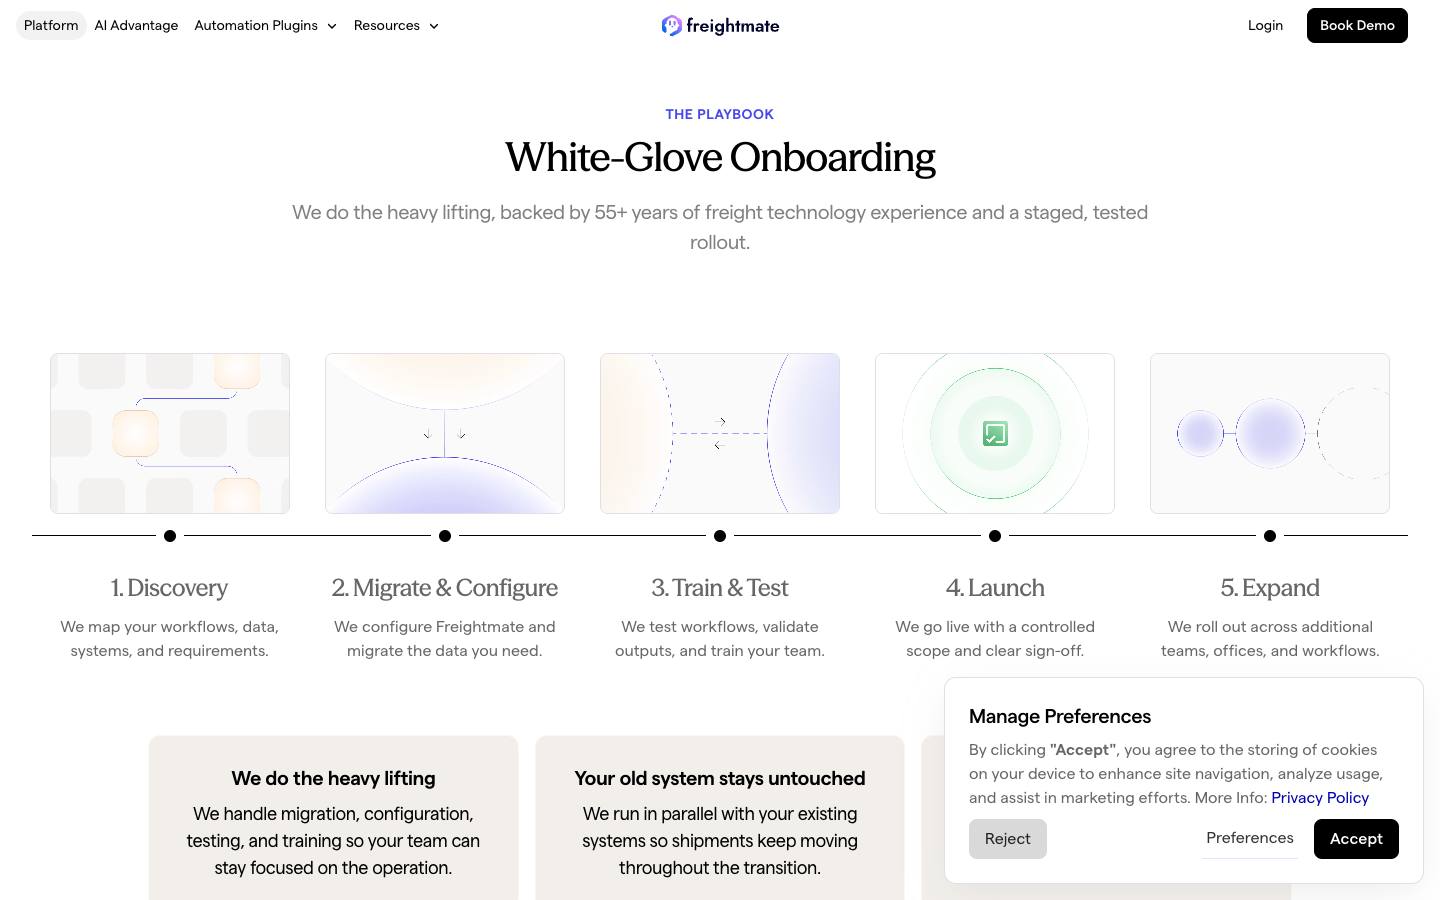 Platform
AI Advantage
Automation Plugins
Resources
freightmate
Login
Book Demo
THE PLAYBOOK
White-Glove Onboarding
We do the heavy lifting, backed by 55+ years of freight technology experience and a staged, tested
rollout.
1. Discovery
We map your workflows, data,
systems, and requirements.
2. Migrate & Configure
We configure Freightmate and
migrate the data you need.
3. Train & Test
We test workflows, validate
outputs, and train your team.
4. Launch
We go live with a controlled
scope and clear sign-off.
5. Expand
We roll out across additional
teams, offices, and workflows.
We do the heavy lifting
We handle migration, configuration,
testing, and training so your team can
stay focused on the operation.
Your old system stays untouched
We run in parallel with your existing
systems so shipments keep moving
throughout the transition.
Manage Preferences
By clicking "Accept", you agree to the storing of cookies
on your device to enhance site navigation, analyze usage,
and assist in marketing efforts. More Info: Privacy Policy
Reject
Preferences
Accept